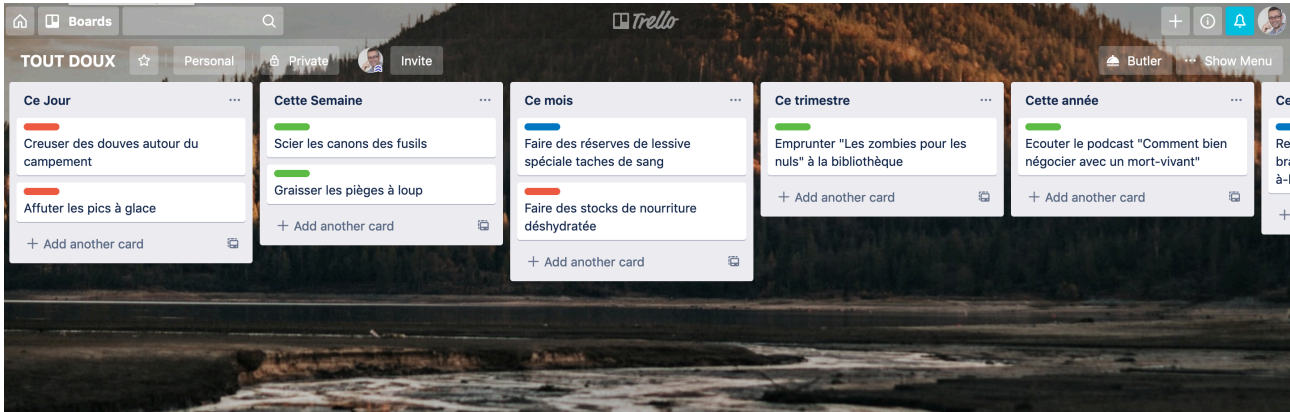 Boards
Trello
TOUT DOUX
Personal
Private
Invite
Butler
Show Menu
Ce Jour
Creuser des douves autour du
campement
Affuter les pics à glace
Add another card
Cette Semaine
Scier les canons des fusils
Graisser les pièges à loup
Add another card
Ce mois
Faire des réserves de lessive
spéciale taches de sang
Faire des stocks de nourriture
déshydratée
Add another card
Ce trimestre
Emprunter "Les zombies pour les
nuls" à la bibliothèque
Add another card
Cette année
Ecouter le podcast "Comment bien
négocier avec un mort-vivant"
Add another card
Ce